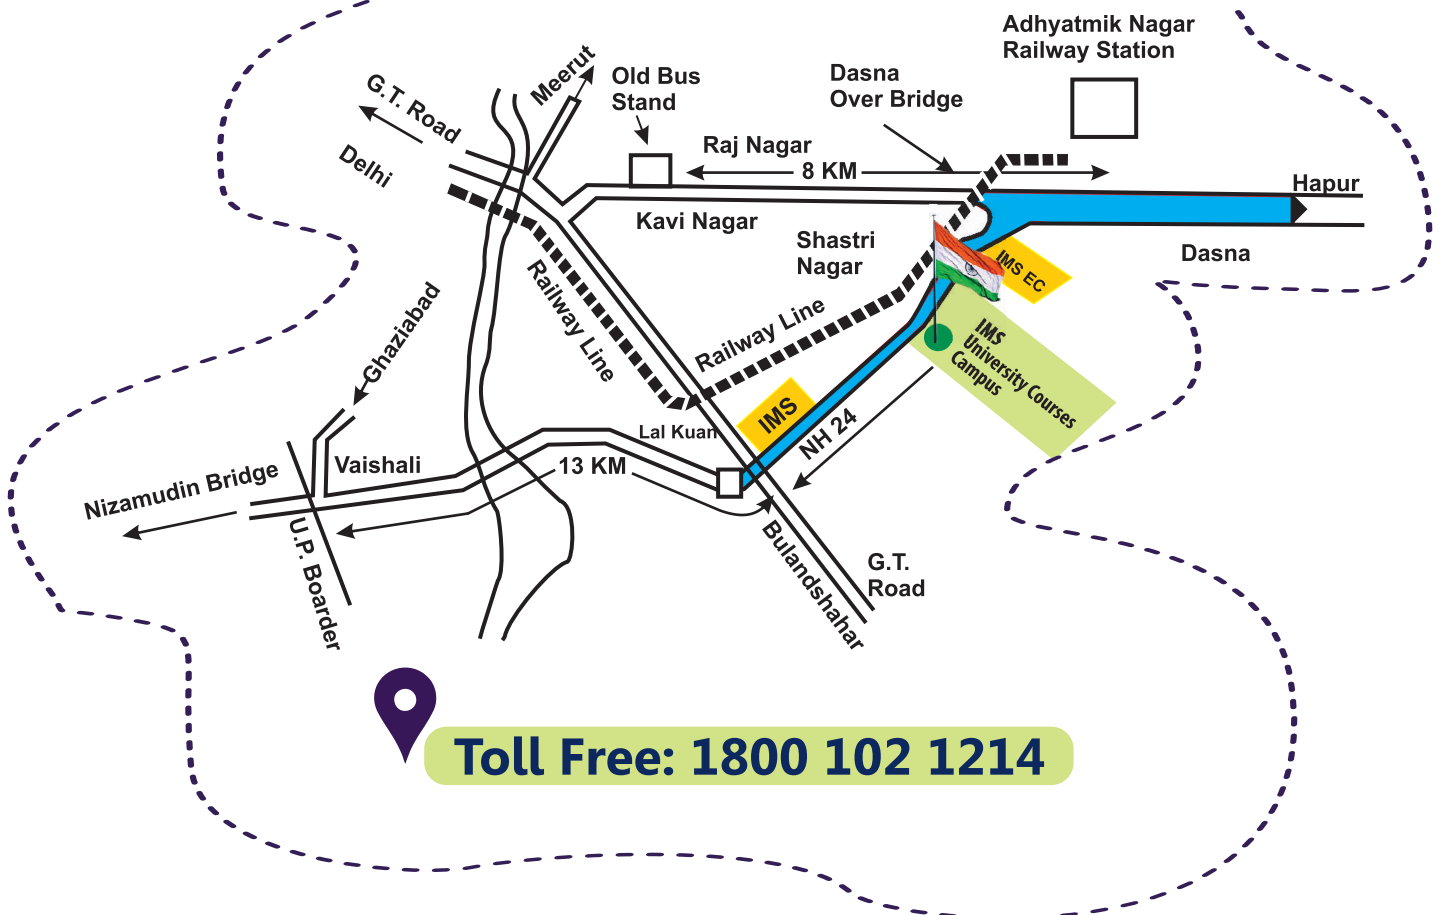 Adhyatmik Nagar
Railway Station
Meerut
G.T. Road
Old Bus
Stand
Dasna
Over Bridge
Delhi
Raj Nagar
8 KM
Hapur
Kavi Nagar
Shastri
Nagar
Dasna
IMS EC
Railway Line
Railway Line
Ghaziabad
IMS
University Courses
Campus
IMS
NH 24
Lal Kuan
Vaishali
13 KM
Nizamudin Bridge
U.P. Boarder
Bulandshahar
G.T.
Road
Toll Free: 1800 102 1214